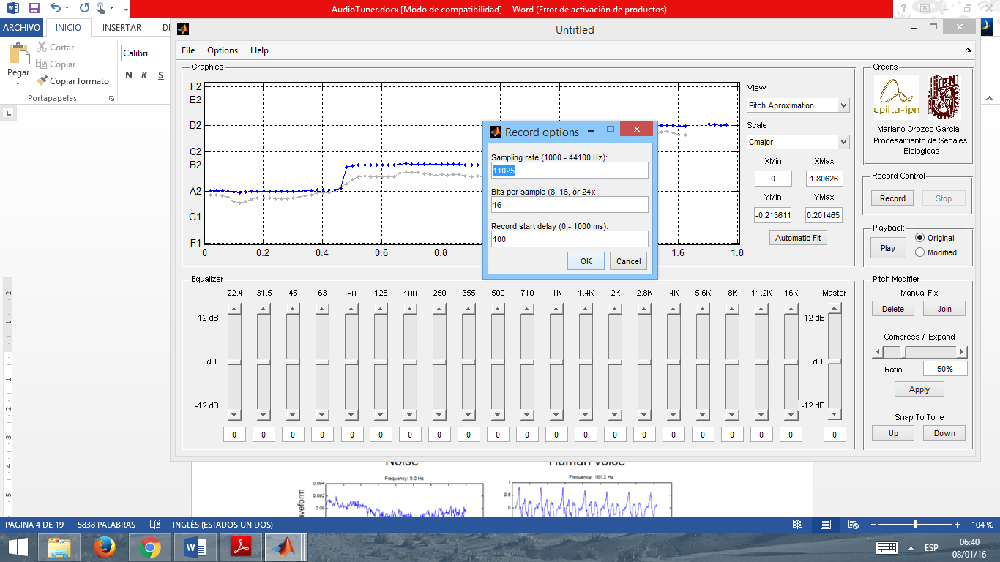 AudioTuner.docx [Modo de compatibilidad] - Word (Error de activación de productos)
ARCHIVO INICIO INSERTAR
Pegar
Cortar
Copiar
Copiar formato
Portapapeles
Calibri
N K S
Untitled
File Options Help
Graphics
F2
E2
D2
C2
B2
A2
G1
F1
0 0.2 0.4 0.6 0.8 1.6 1.8
View
Pitch Aproximation
Scale
Cmajor
XMin XMax
0 1.80626
YMin YMax
-0.213611 0.201465
Automatic Fit
Record options
Sampling rate (1000 - 44100 Hz):
11025
Bits per sample (8, 16, or 24):
16
Record start delay (0 - 1000 ms):
100
OK Cancel
Credits
upiita-ipn
IPN
Mariano Orozco Garcia
Procesamiento de Senales
Biologicas
Record Control
Record Stop
Playback
Play
Original
Modified
Equalizer
22.4 31.5 45 63 90 125 180 250 355 500 710 1K 1.4K 2K 2.8K 4K 5.6K 8K 11.2K 16K Master
12 dB 12 dB
0 dB 0 dB
-12 dB -12 dB
0 0 0 0 0 0 0 0 0 0 0 0 0 0 0 0 0 0 0 0 0
Pitch Modifier
Manual Fix
Delete Join
Compress / Expand
Ratio: 50%
Apply
Snap To Tone
Up Down
Noise Human voice
Frequency: 0.0 Hz Frequency: 161.2 Hz
0.094
0.09
1
0.5
0
PÁGINA 4 DE 19 5838 PALABRAS INGLÉS (ESTADOS UNIDOS) 104 %
ESP
06:40
08/01/16